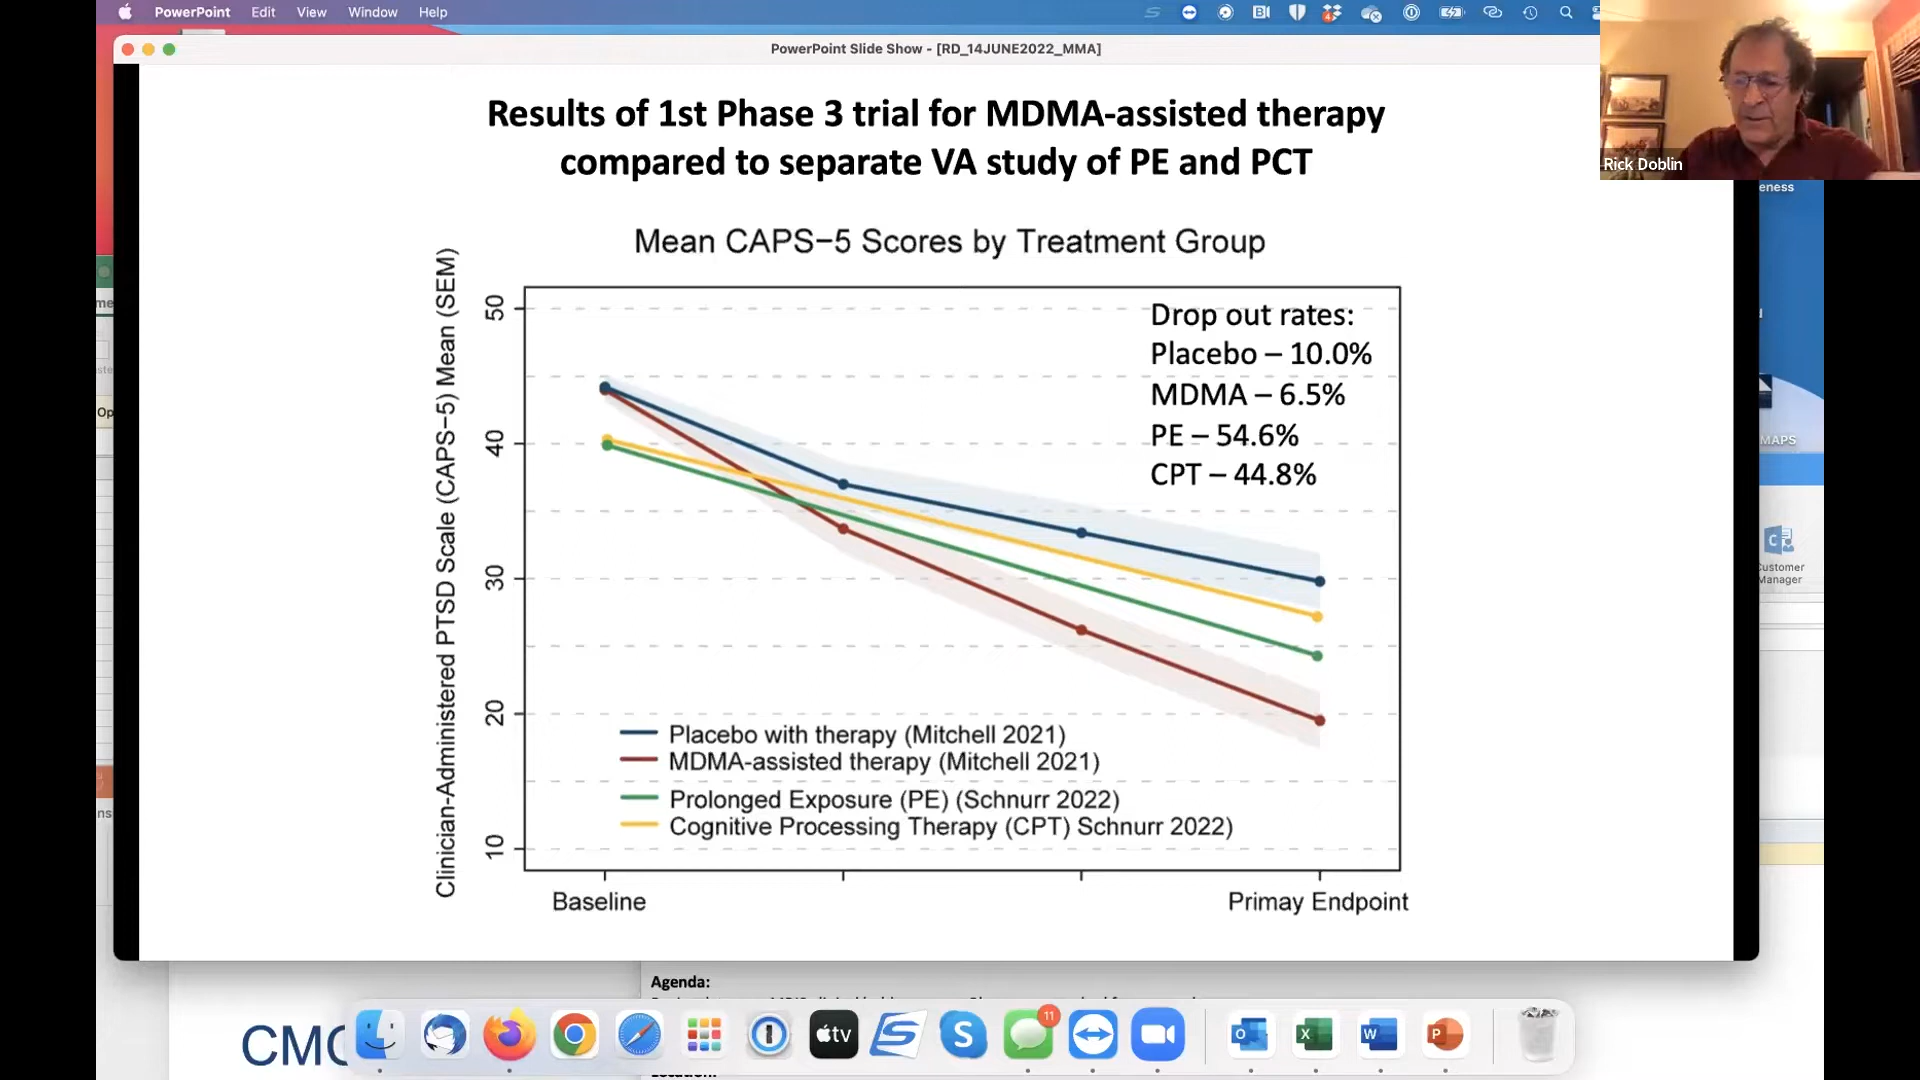 PowerPoint Edit View Window Help
PowerPoint Slide Show - [RD_14JUNE2022_MMA]
Rick Doblin
eness
Results of 1st Phase 3 trial for MDMA-assisted therapy
compared to separate VA study of PE and PCT
Mean CAPS-5 Scores by Treatment Group
Clinician-Administered PTSD Scale (CAPS-5) Mean (SEM)
50
40
30
20
10
Drop out rates:
Placebo – 10.0%
MDMA – 6.5%
PE – 54.6%
CPT – 44.8%
Placebo with therapy (Mitchell 2021)
MDMA-assisted therapy (Mitchell 2021)
Prolonged Exposure (PE) (Schnurr 2022)
Cognitive Processing Therapy (CPT) Schnurr 2022)
Baseline
Primay Endpoint
me
Op
ns
MAPS
Customer
Manager
Agenda:
CMC
tv
11